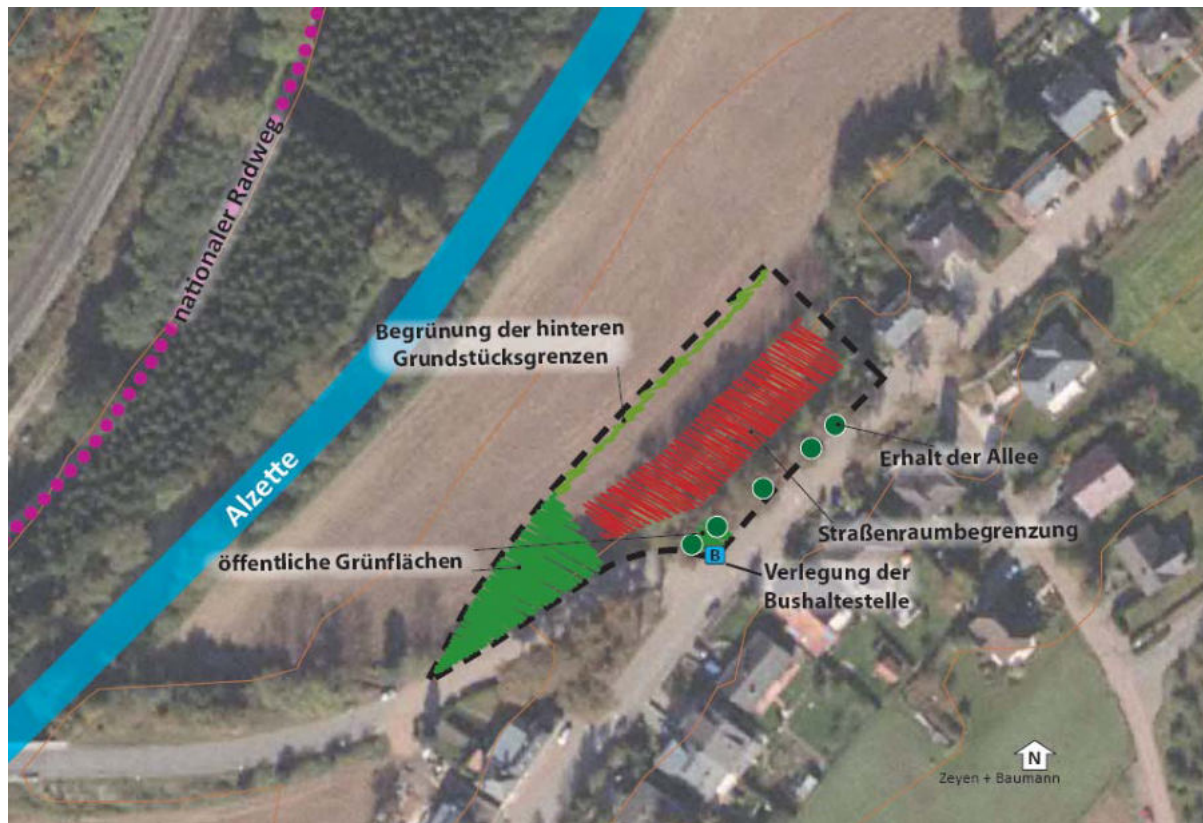 nationaler Radweg
Alzette
Begrünung der hinteren
Grundstücksgrenzen
Erhalt der Allee
Straßenraumbegrenzung
öffentliche Grünflächen
B
Verlegung der
Bushaltestelle
N
Zeyen + Baumann